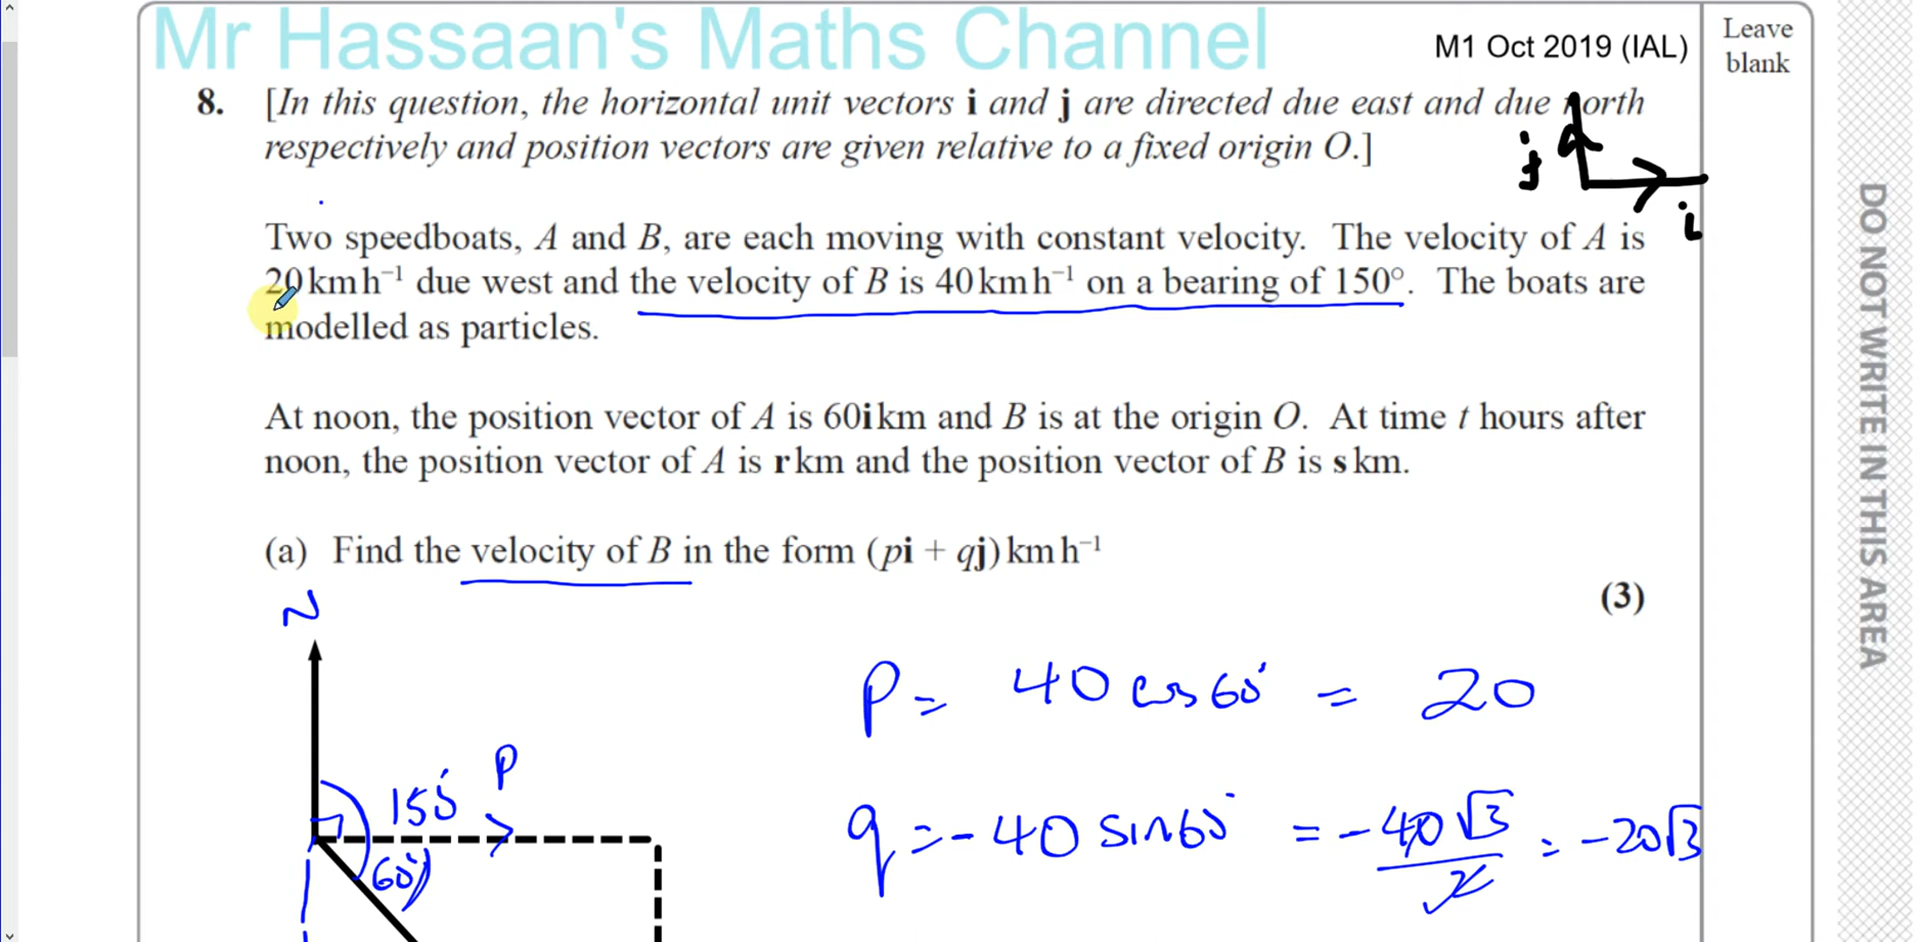 Mr Hassaan's Maths Channel
M1 Oct 2019 (IAL)
Leave
blank
8. [In this question, the horizontal unit vectors i and j are directed due east and due north
respectively and position vectors are given relative to a fixed origin O.]
j
i
Two speedboats, A and B, are each moving with constant velocity. The velocity of A is
20 km h⁻¹ due west and the velocity of B is 40 km h⁻¹ on a bearing of 150°. The boats are
modelled as particles.
At noon, the position vector of A is 60i km and B is at the origin O. At time t hours after
noon, the position vector of A is r km and the position vector of B is s km.
(a) Find the velocity of B in the form (pi + qj) km h⁻¹
(3)
N
P = 40 cos60° = 20
P
150°
60°
q = -40 sin60° = -40√3/2 = -20√3
DO NOT WRITE IN THIS AREA